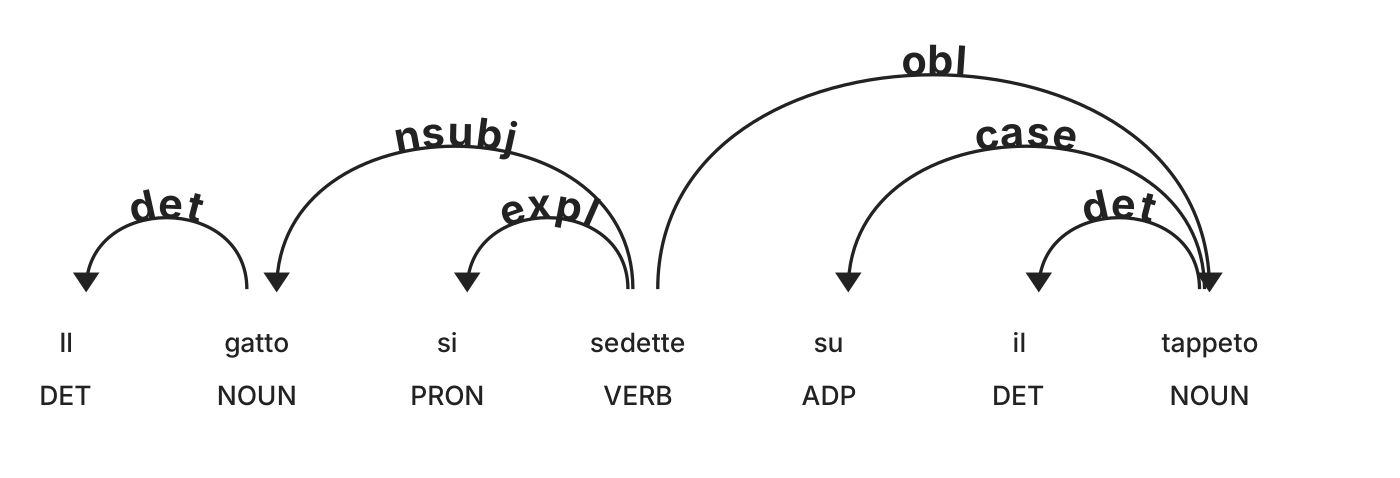 obl
nsubj case
det expl det
Il gatto si sedette su il tappeto
DET NOUN PRON VERB ADP DET NOUN